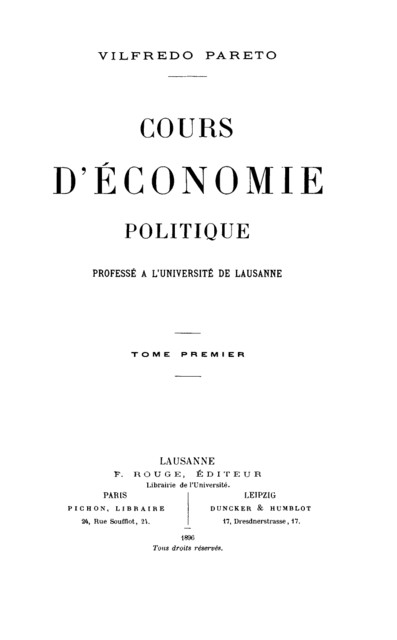 VILFREDO PARETO
COURS
D'ÉCONOMIE
POLITIQUE
PROFESSÉ A L'UNIVERSITÉ DE LAUSANNE
TOME PREMIER
LAUSANNE
F. ROUGE, ÉDITEUR
Librairie de l'Université.
PARIS
PICHON, LIBRAIRE
24, Rue Soufflot, 24.
LEIPZIG
DUNCKER & HUMBLOT
17, Dresdnerstrasse, 17.
1896
Tous droits réservés.